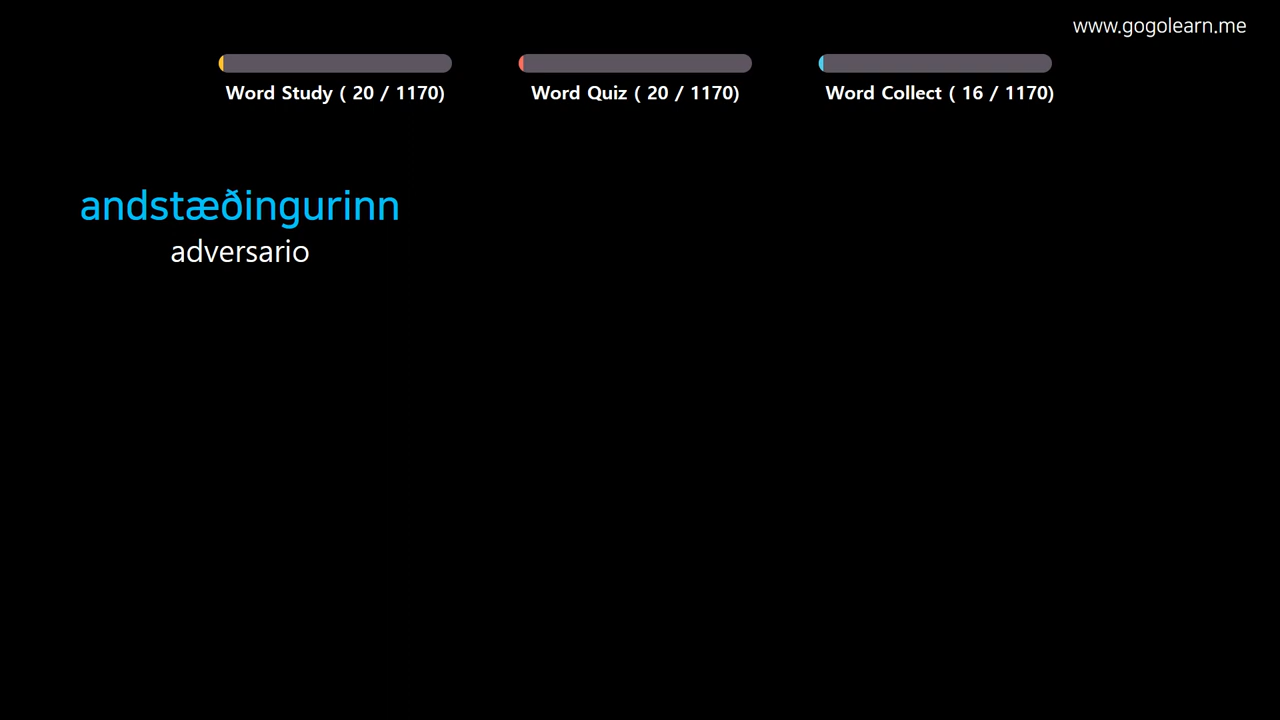 www.gogolearn.me
Word Study ( 20 / 1170)
Word Quiz ( 20 / 1170)
Word Collect ( 16 / 1170)
andstæðingurinn
adversario